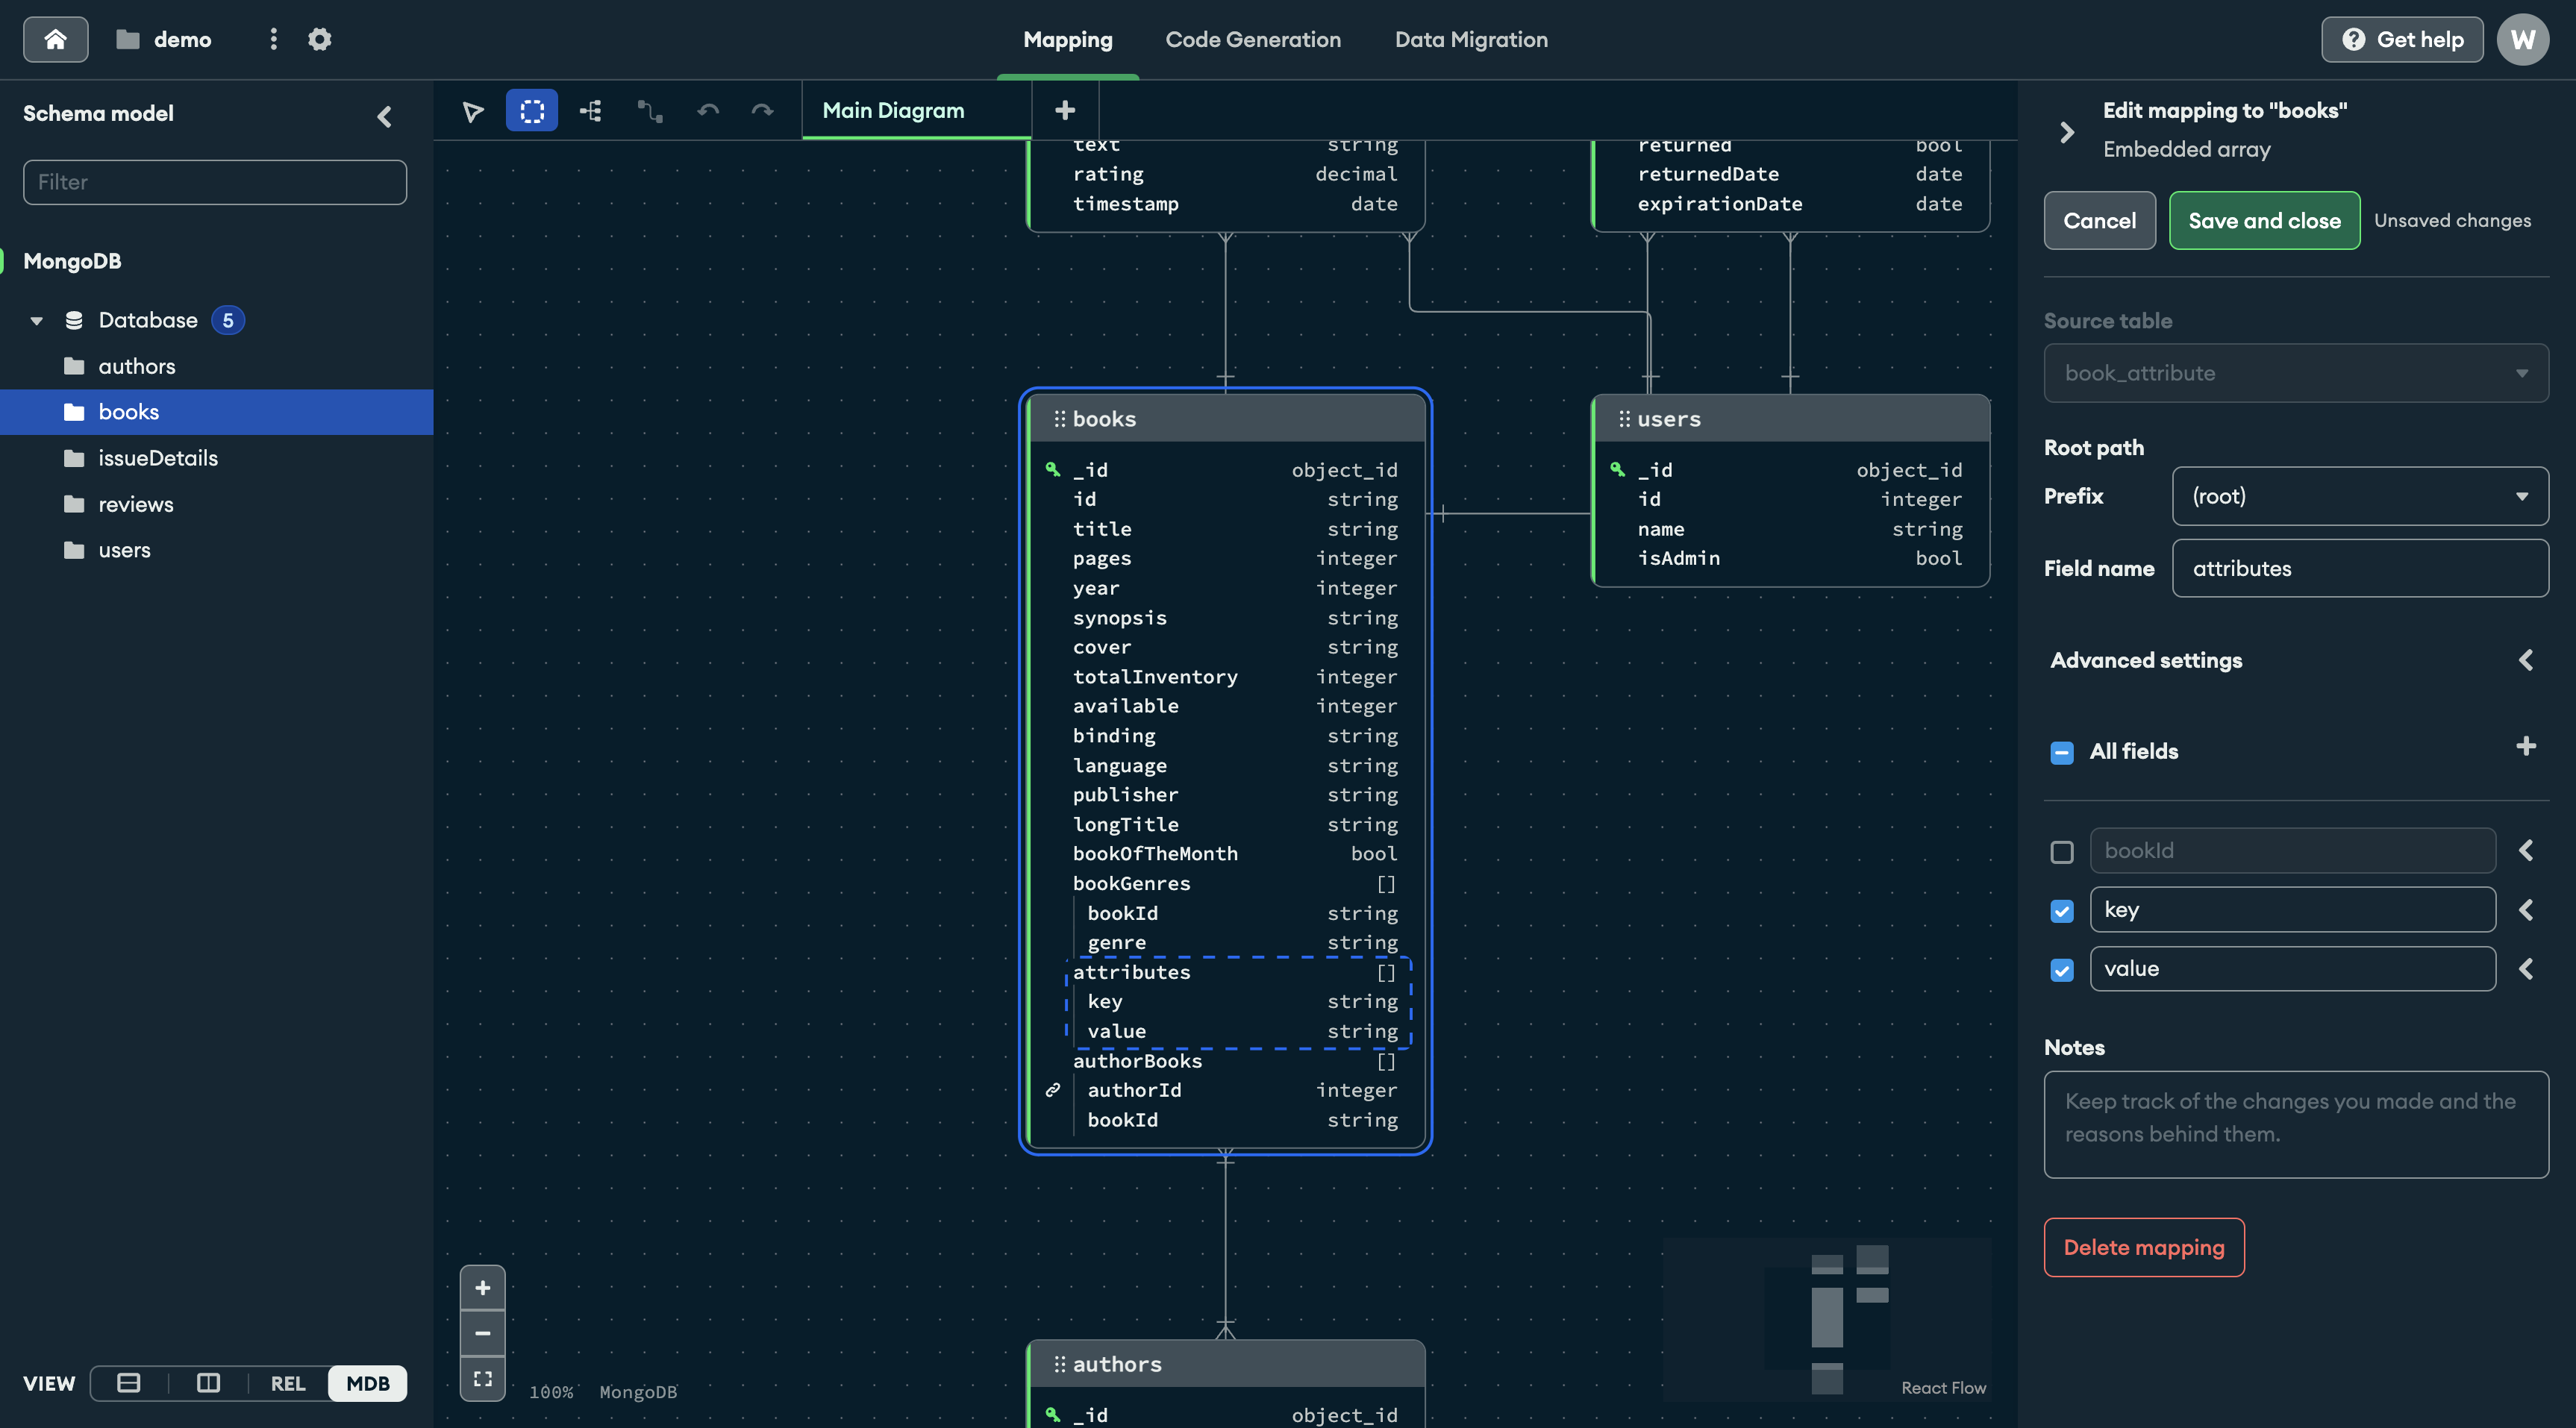 demo
Mapping
Code Generation
Data Migration
Get help
W
Schema model
Filter
MongoDB
Database 5
authors
books
issueDetails
reviews
users
VIEW
REL
MDB
Main Diagram
text string
rating decimal
timestamp date
returned bool
returnedDate date
expirationDate date
books
_id object_id
id string
title string
pages integer
year integer
synopsis string
cover string
totalInventory integer
available integer
binding string
language string
publisher string
longTitle string
bookOfTheMonth bool
bookGenres []
bookId string
genre string
attributes []
key string
value string
authorBooks []
authorId integer
bookId string
users
_id object_id
id integer
name string
isAdmin bool
authors
_id object_id
100% MongoDB
React Flow
Edit mapping to "books"
Embedded array
Cancel
Save and close
Unsaved changes
Source table
book_attribute
Root path
Prefix
(root)
Field name
attributes
Advanced settings
All fields
bookId
key
value
Notes
Keep track of the changes you made and the
reasons behind them.
Delete mapping